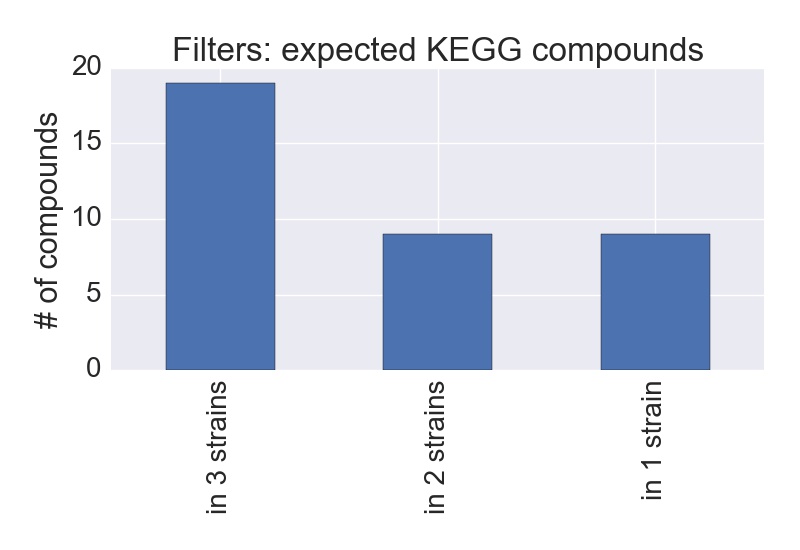 Filters: expected KEGG compounds
# of compounds
20
15
10
5
0
in 3 strains
in 2 strains
in 1 strain